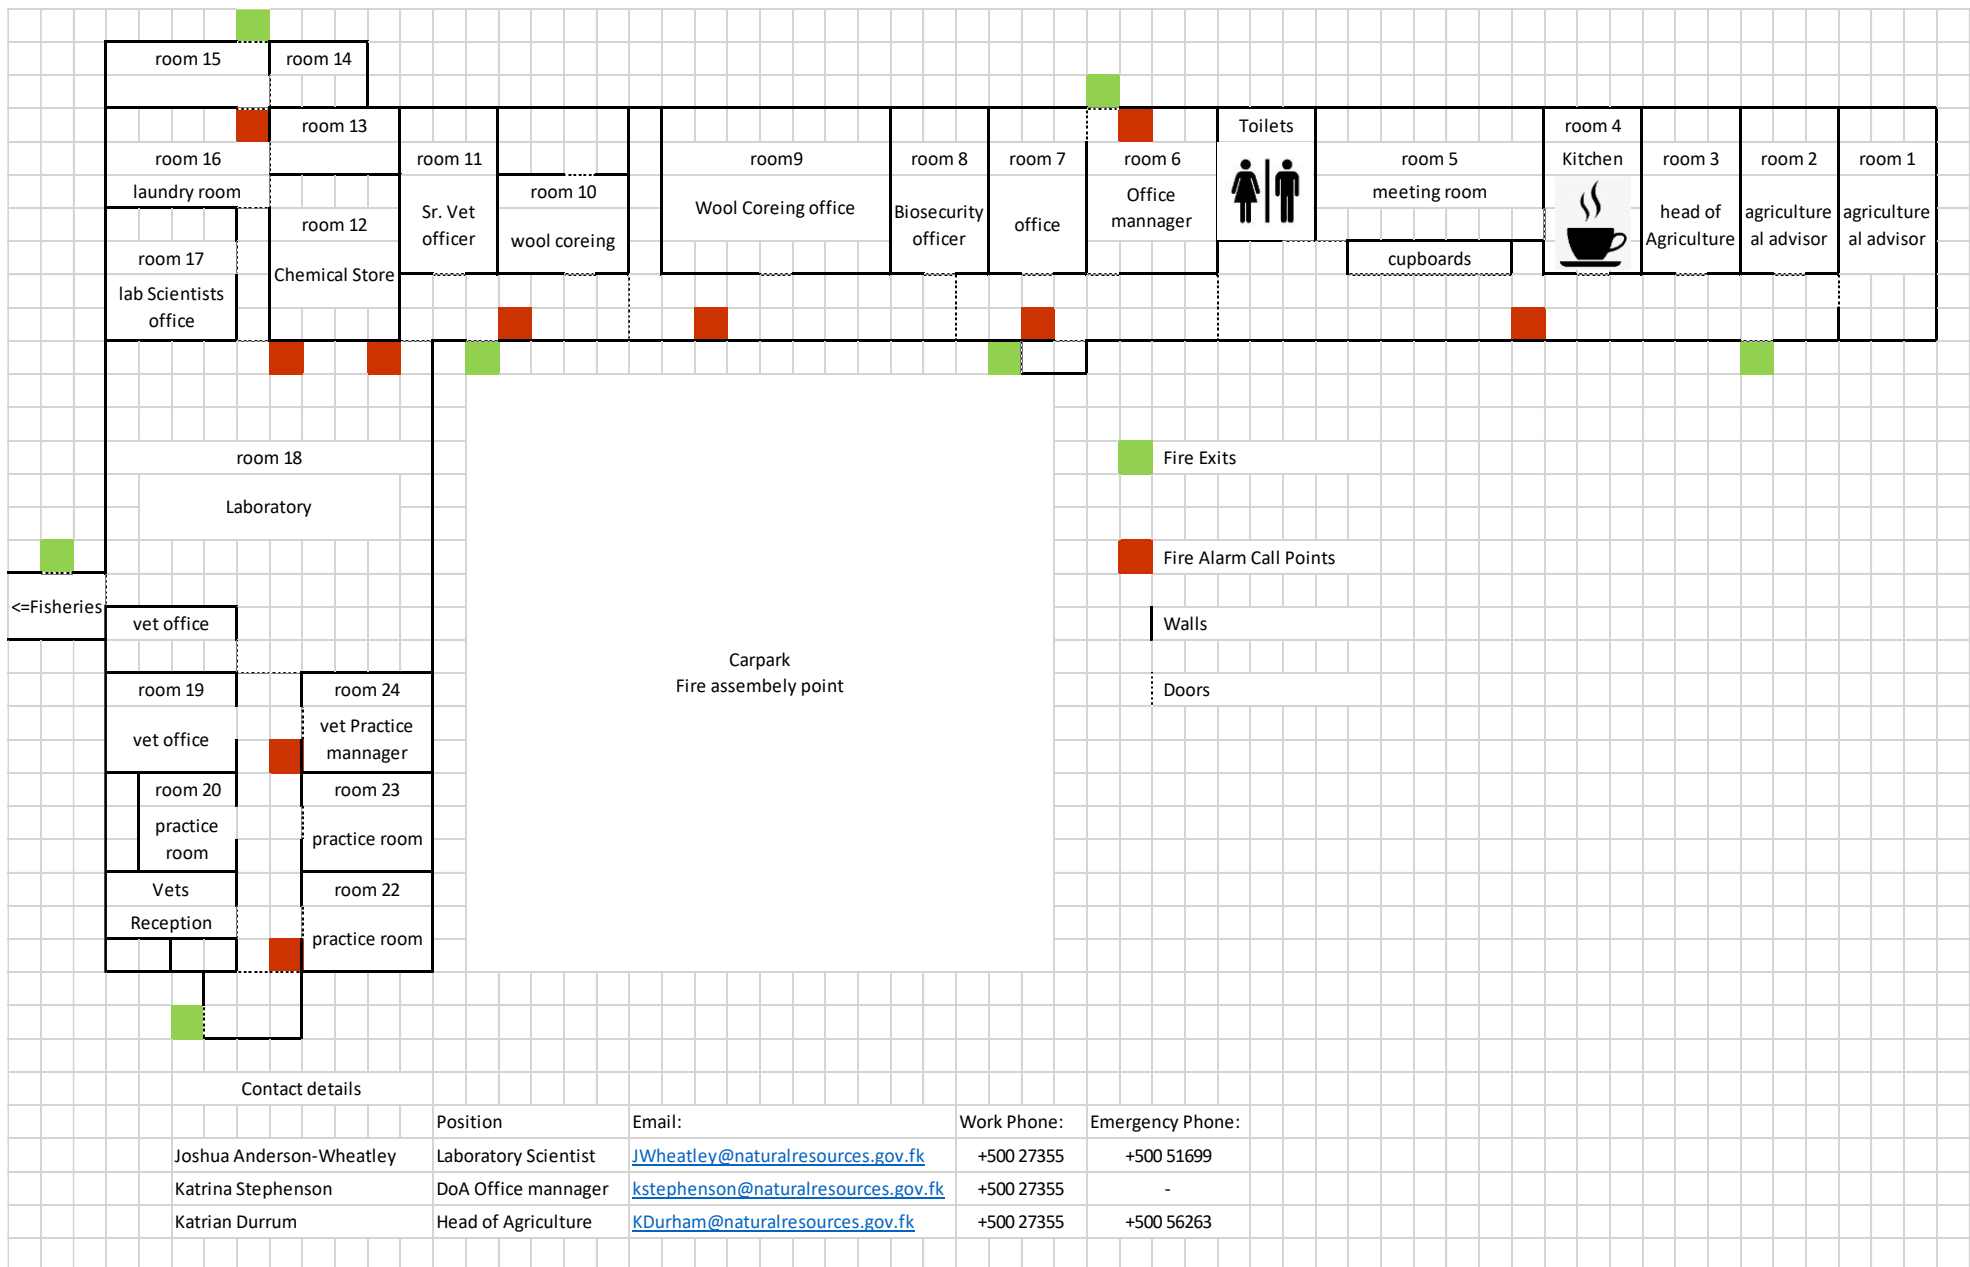 room 15
room 14
room 13
Toilets
room 4
room 16
room 11
room9
room 8
room 7
room 6
room 5
Kitchen
room 3
room 2
room 1
laundry room
room 10
meeting room
Sr. Vet
officer
Wool Coreing office
Biosecurity
officer
office
Office
mannager
head of
Agriculture
agriculture
al advisor
agriculture
al advisor
room 12
wool coreing
room 17
Chemical Store
cupboards
lab Scientists
office
room 18
Fire Exits
Laboratory
Fire Alarm Call Points
<=Fisheries
vet office
Walls
Carpark
Fire assembely point
room 19
room 24
Doors
vet office
vet Practice
mannager
room 20
room 23
practice
room
practice room
Vets
room 22
Reception
practice room
Contact details
Position Email: Work Phone: Emergency Phone:
Joshua Anderson-Wheatley Laboratory Scientist JWheatley@naturalresources.gov.fk +500 27355 +500 51699
Katrina Stephenson DoA Office mannager kstephenson@naturalresources.gov.fk +500 27355 -
Katrian Durrum Head of Agriculture KDurham@naturalresources.gov.fk +500 27355 +500 56263